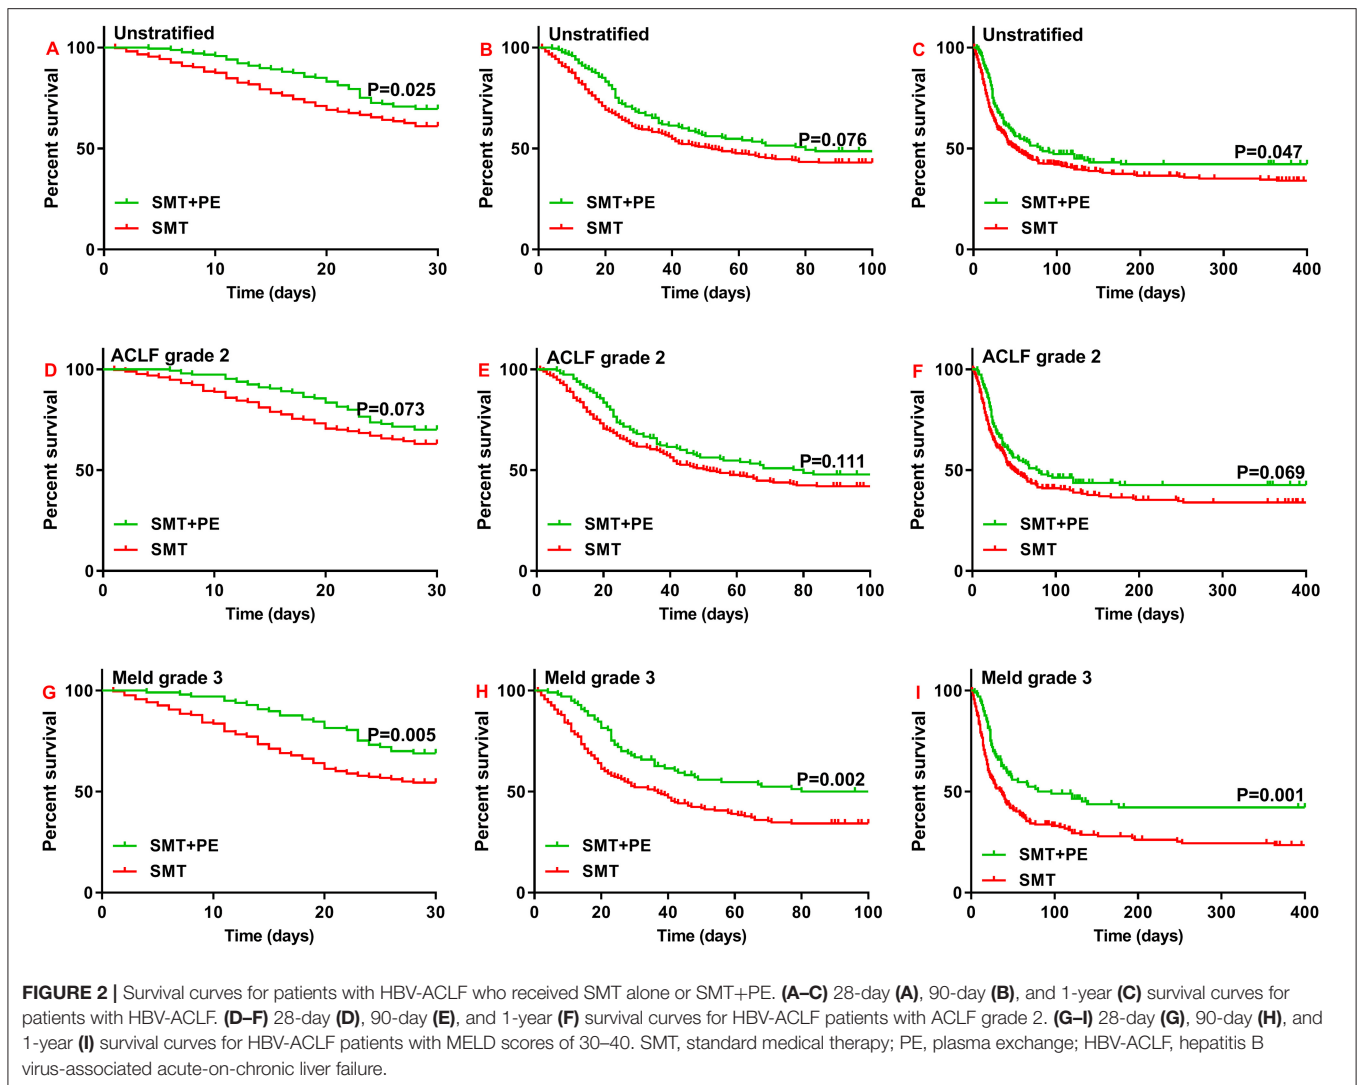 A
Unstratified
Percent survival
100
50
0
P=0.025
SMT+PE
SMT
0 10 20 30
Time (days)
B
Unstratified
Percent survival
100
50
0
P=0.076
SMT+PE
SMT
0 20 40 60 80 100
Time (days)
C
Unstratified
Percent survival
100
50
0
P=0.047
SMT+PE
SMT
0 100 200 300 400
Time (days)
D
ACLF grade 2
Percent survival
100
50
0
P=0.073
SMT+PE
SMT
0 10 20 30
Time (days)
E
ACLF grade 2
Percent survival
100
50
0
P=0.111
SMT+PE
SMT
0 20 40 60 80 100
Time (days)
F
ACLF grade 2
Percent survival
100
50
0
P=0.069
SMT+PE
SMT
0 100 200 300 400
Time (days)
G
Meld grade 3
Percent survival
100
50
0
P=0.005
SMT+PE
SMT
0 10 20 30
Time (days)
H
Meld grade 3
Percent survival
100
50
0
P=0.002
SMT+PE
SMT
0 20 40 60 80 100
Time (days)
I
Meld grade 3
Percent survival
100
50
0
P=0.001
SMT+PE
SMT
0 100 200 300 400
Time (days)
FIGURE 2 | Survival curves for patients with HBV-ACLF who received SMT alone or SMT+PE. (A–C) 28-day (A), 90-day (B), and 1-year (C) survival curves for
patients with HBV-ACLF. (D–F) 28-day (D), 90-day (E), and 1-year (F) survival curves for HBV-ACLF patients with ACLF grade 2. (G–I) 28-day (G), 90-day (H), and
1-year (I) survival curves for HBV-ACLF patients with MELD scores of 30–40. SMT, standard medical therapy; PE, plasma exchange; HBV-ACLF, hepatitis B
virus-associated acute-on-chronic liver failure.